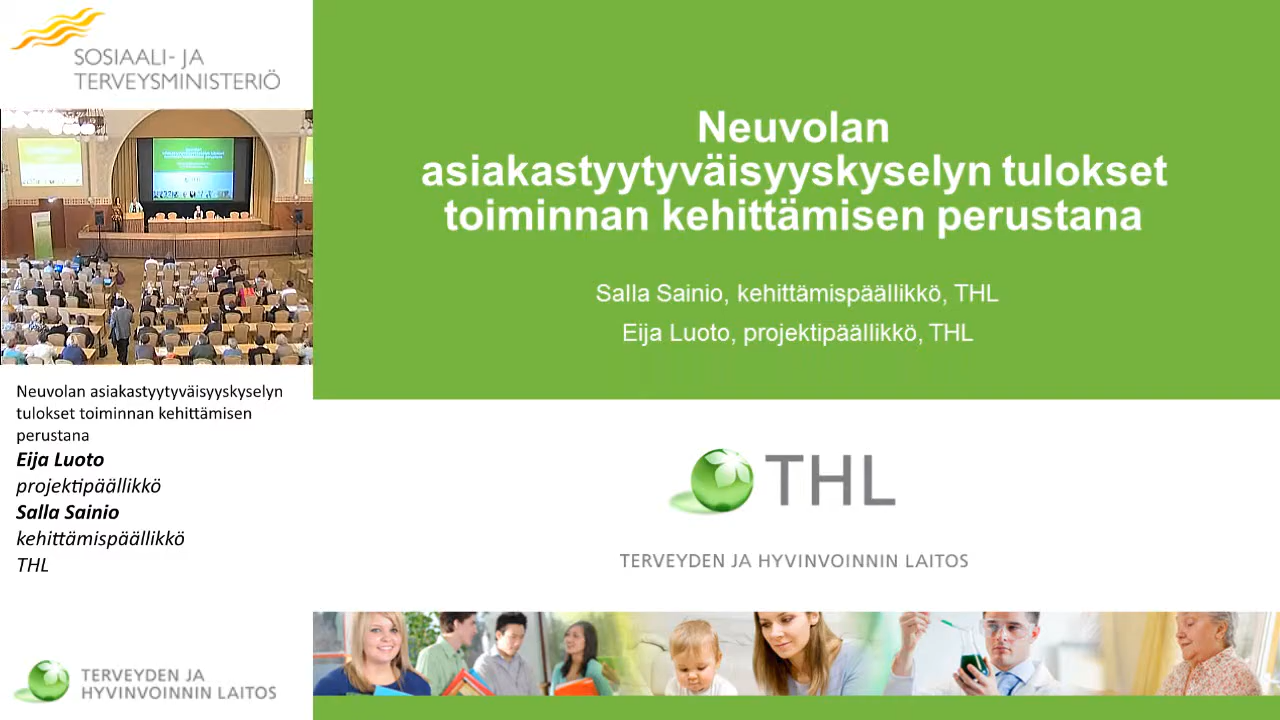 SOSIAALI- JA
TERVEYSMINISTERIÖ
Neuvolan asiakastyytyväisyyskyselyn
tulokset toiminnan kehittämisen
perustana
Eija Luoto
projektipäällikkö
Salla Sainio
kehittämispäällikkö
THL
TERVEYDEN JA
HYVINVOINNIN LAITOS
Neuvolan
asiakastyytyväisyyskyselyn tulokset
toiminnan kehittämisen perustana
Salla Sainio, kehittämispäällikkö, THL
Eija Luoto, projektipäällikkö, THL
THL
TERVEYDEN JA HYVINVOINNIN LAITOS